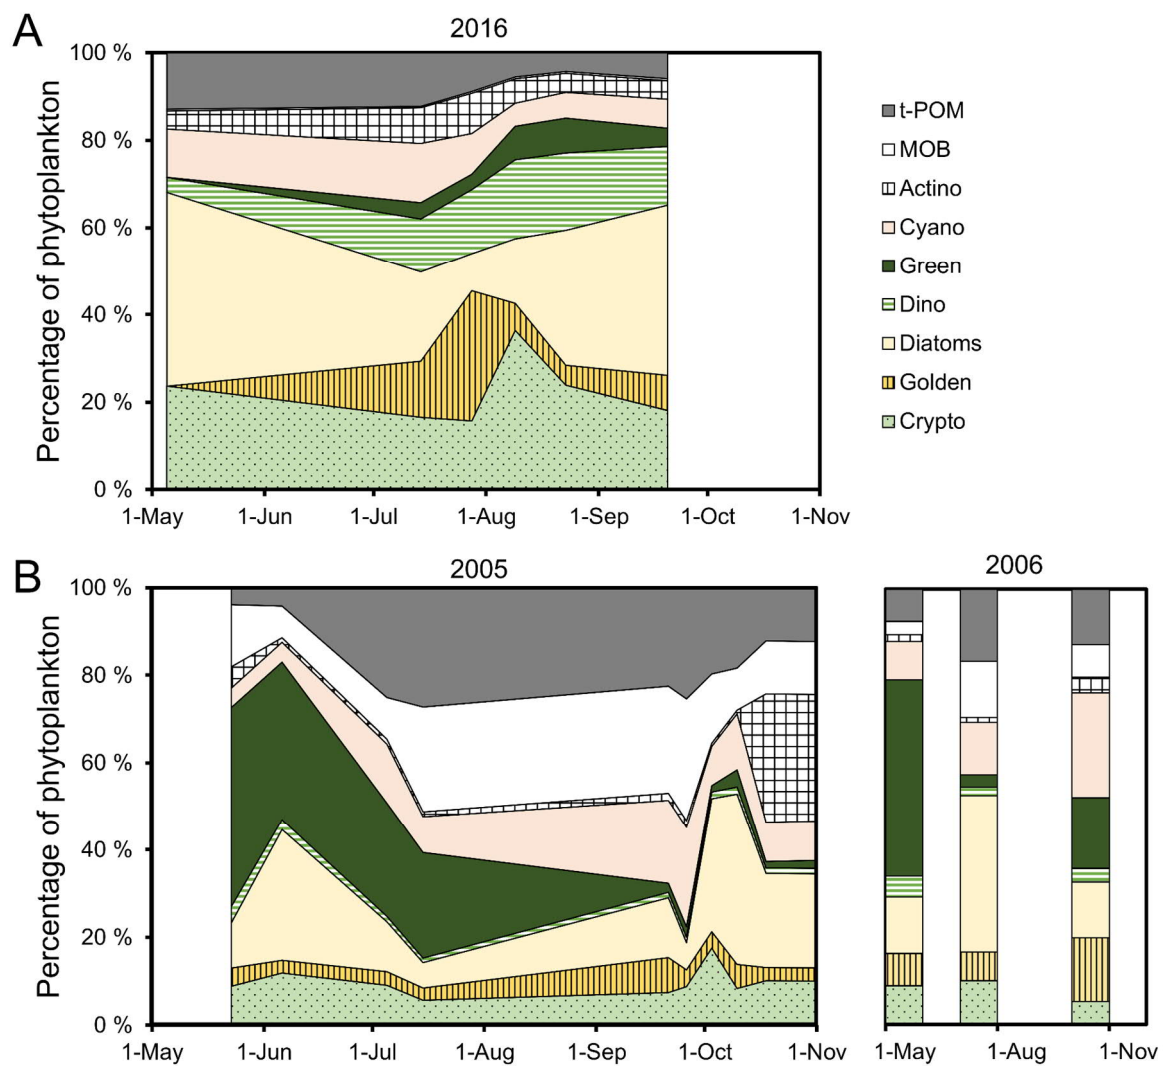 A
2016
Percentage of phytoplankton
100 %
80 %
60 %
40 %
20 %
0 %
1-May 1-Jun 1-Jul 1-Aug 1-Sep 1-Oct 1-Nov
t-POM
MOB
Actino
Cyano
Green
Dino
Diatoms
Golden
Crypto
B
2005
Percentage of phytoplankton
100 %
80 %
60 %
40 %
20 %
0 %
1-May 1-Jun 1-Jul 1-Aug 1-Sep 1-Oct 1-Nov
2006
1-May 1-Aug 1-Nov